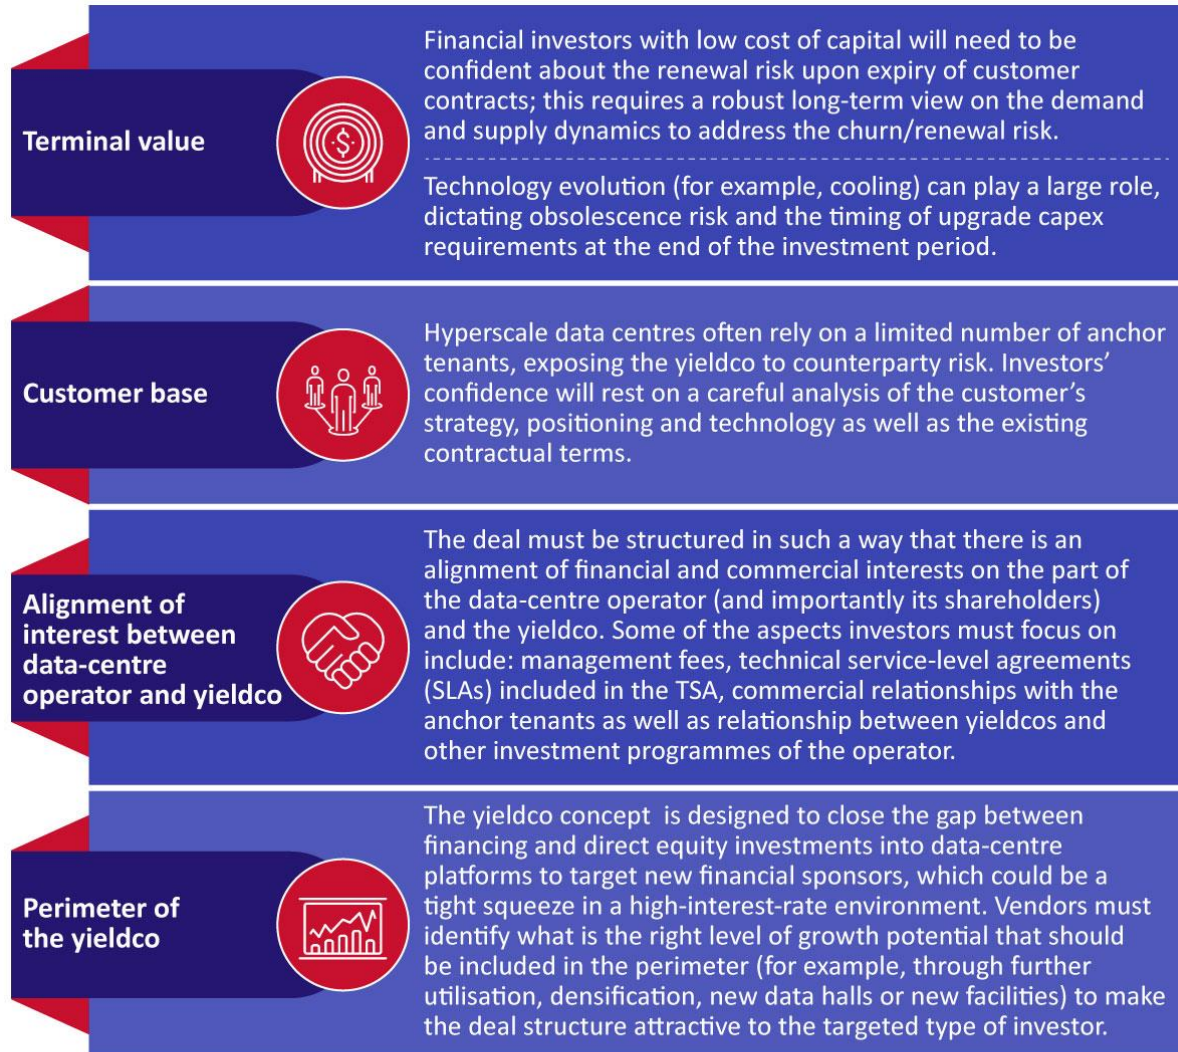 Terminal value
Financial investors with low cost of capital will need to be
confident about the renewal risk upon expiry of customer
contracts; this requires a robust long-term view on the demand
and supply dynamics to address the churn/renewal risk.
Technology evolution (for example, cooling) can play a large role,
dictating obsolescence risk and the timing of upgrade capex
requirements at the end of the investment period.
Customer base
Hyperscale data centres often rely on a limited number of anchor
tenants, exposing the yieldco to counterparty risk. Investors’
confidence will rest on a careful analysis of the customer’s
strategy, positioning and technology as well as the existing
contractual terms.
Alignment of
interest between
data-centre
operator and yieldco
The deal must be structured in such a way that there is an
alignment of financial and commercial interests on the part of
the data-centre operator (and importantly its shareholders)
and the yieldco. Some of the aspects investors must focus on
include: management fees, technical service-level agreements
(SLAs) included in the TSA, commercial relationships with the
anchor tenants as well as relationship between yieldcos and
other investment programmes of the operator.
Perimeter of
the yieldco
The yieldco concept  is designed to close the gap between
financing and direct equity investments into data-centre
platforms to target new financial sponsors, which could be a
tight squeeze in a high-interest-rate environment. Vendors must
identify what is the right level of growth potential that should
be included in the perimeter (for example, through further
utilisation, densification, new data halls or new facilities) to make
the deal structure attractive to the targeted type of investor.